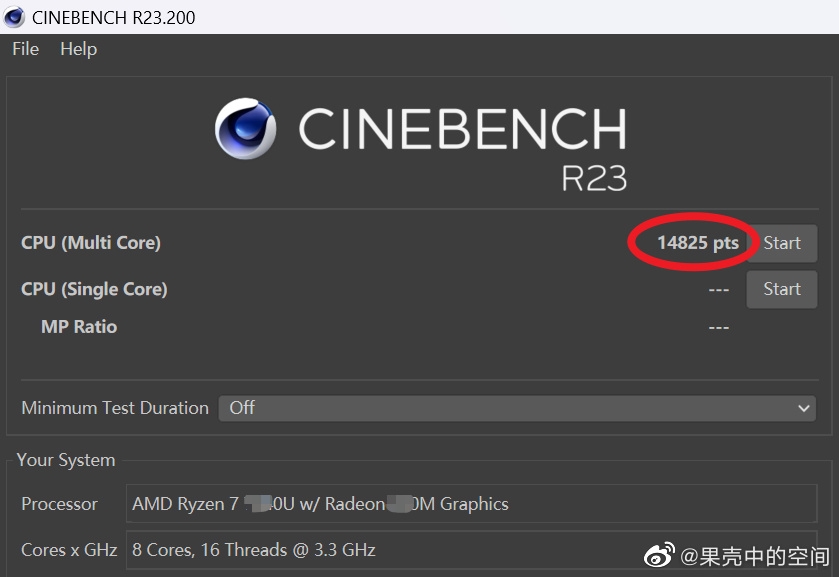 CINEBENCH R23.200
File Help
CINEBENCH
R23
CPU (Multi Core) 14825 pts Start
CPU (Single Core) --- Start
MP Ratio ---
Minimum Test Duration Off
Your System
Processor AMD Ryzen 7 0U w/ Radeon 0M Graphics
Cores x GHz 8 Cores, 16 Threads @ 3.3 GHz
@果壳中的空间